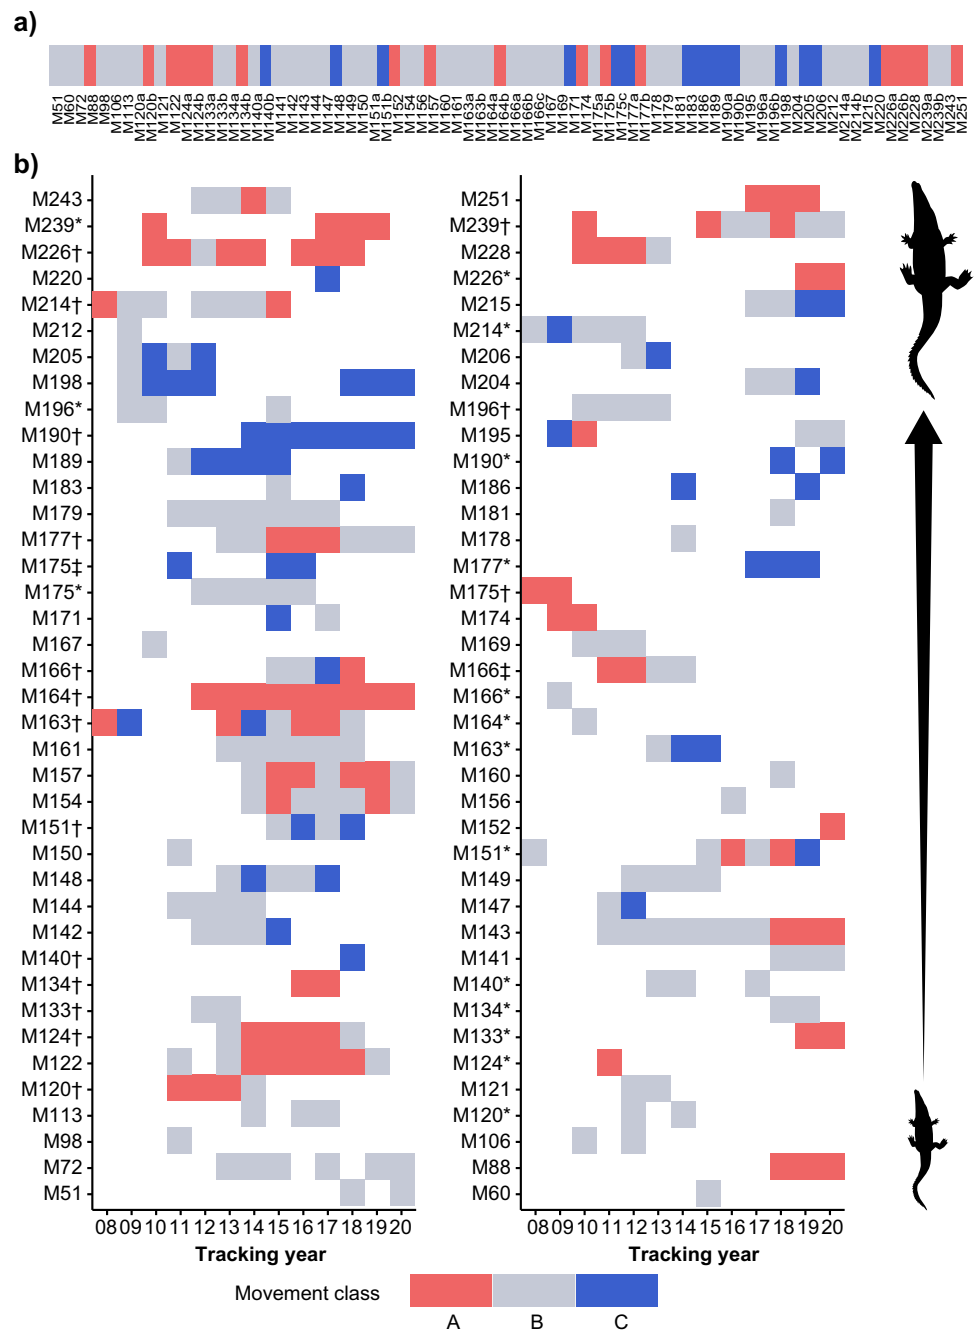 a)
M51
M60
M72
M88
M98
M106
M113
M120a
M120b
M121
M122
M124a
M124b
M133a
M133b
M134a
M134b
M140a
M140b
M141
M142
M143
M144
M147
M148
M149
M150
M151a
M151b
M152
M154
M156
M157
M160
M161
M163a
M163b
M164a
M164b
M166a
M166b
M166c
M167
M169
M171
M174
M175a
M175b
M175c
M177a
M177b
M178
M179
M181
M183
M186
M189
M190a
M190b
M195
M196a
M196b
M198
M204
M205
M206
M212
M214a
M214b
M215
M220
M226a
M226b
M228
M239a
M239b
M243
M251
b)
M243
M239*
M226†
M220
M214†
M212
M205
M198
M196*
M190†
M189
M183
M179
M177†
M175‡
M175*
M171
M167
M166†
M164†
M163†
M161
M157
M154
M151†
M150
M148
M144
M142
M140†
M134†
M133†
M124†
M122
M120†
M113
M98
M72
M51
08 09 10 11 12 13 14 15 16 17 18 19 20
Tracking year
M251
M239†
M228
M226*
M215
M214*
M206
M204
M196†
M195
M190*
M186
M181
M178
M177*
M175†
M174
M169
M166‡
M166*
M164*
M163*
M160
M156
M152
M151*
M149
M147
M143
M141
M140*
M134*
M133*
M124*
M121
M120*
M106
M88
M60
08 09 10 11 12 13 14 15 16 17 18 19 20
Tracking year
Movement class
A B C